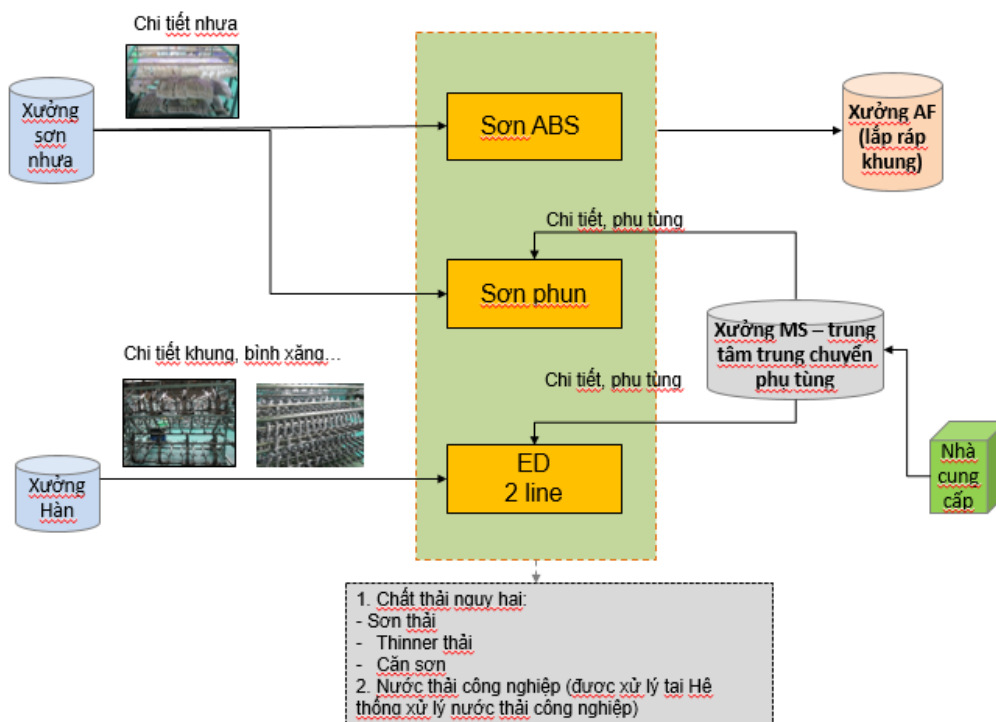 Chi tiết nhựa
Xưởng
sơn
nhựa
Sơn ABS
Xưởng AF
(lắp ráp
khung)
Chi tiết, phụ tùng
Sơn phun
Xưởng MS – trung
tâm trung chuyển
phụ tùng
Chi tiết khung, bình xăng…
Chi tiết, phụ tùng
Xưởng
Hàn
ED
2 line
Nhà
cung
cấp
1. Chất thải nguy hai:
- Sơn thải
- Thinner thải
- Căn sơn
2. Nước thải công nghiệp (được xử lý tai Hê
thống xử lý nước thải công nghiệp)